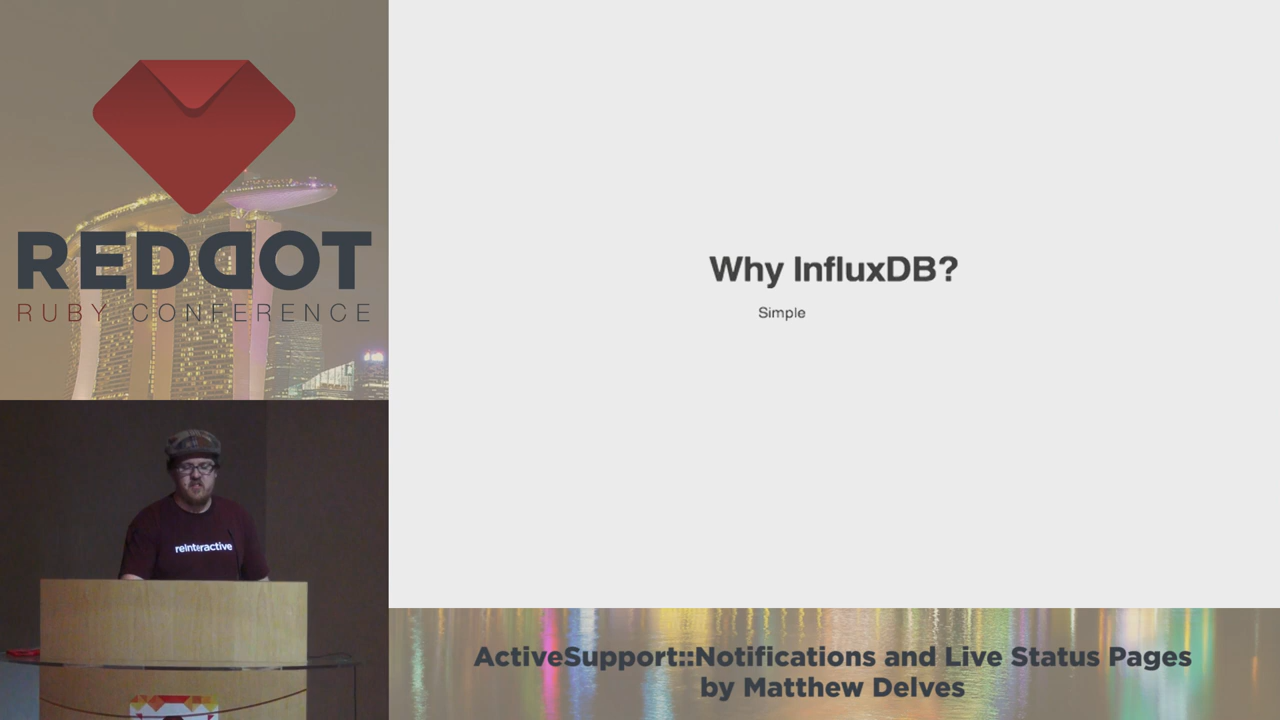 REDDOT
RUBY CONFERENCE
Why InfluxDB?
Simple
reinteractive
ActiveSupport::Notifications and Live Status Pages
by Matthew Delves